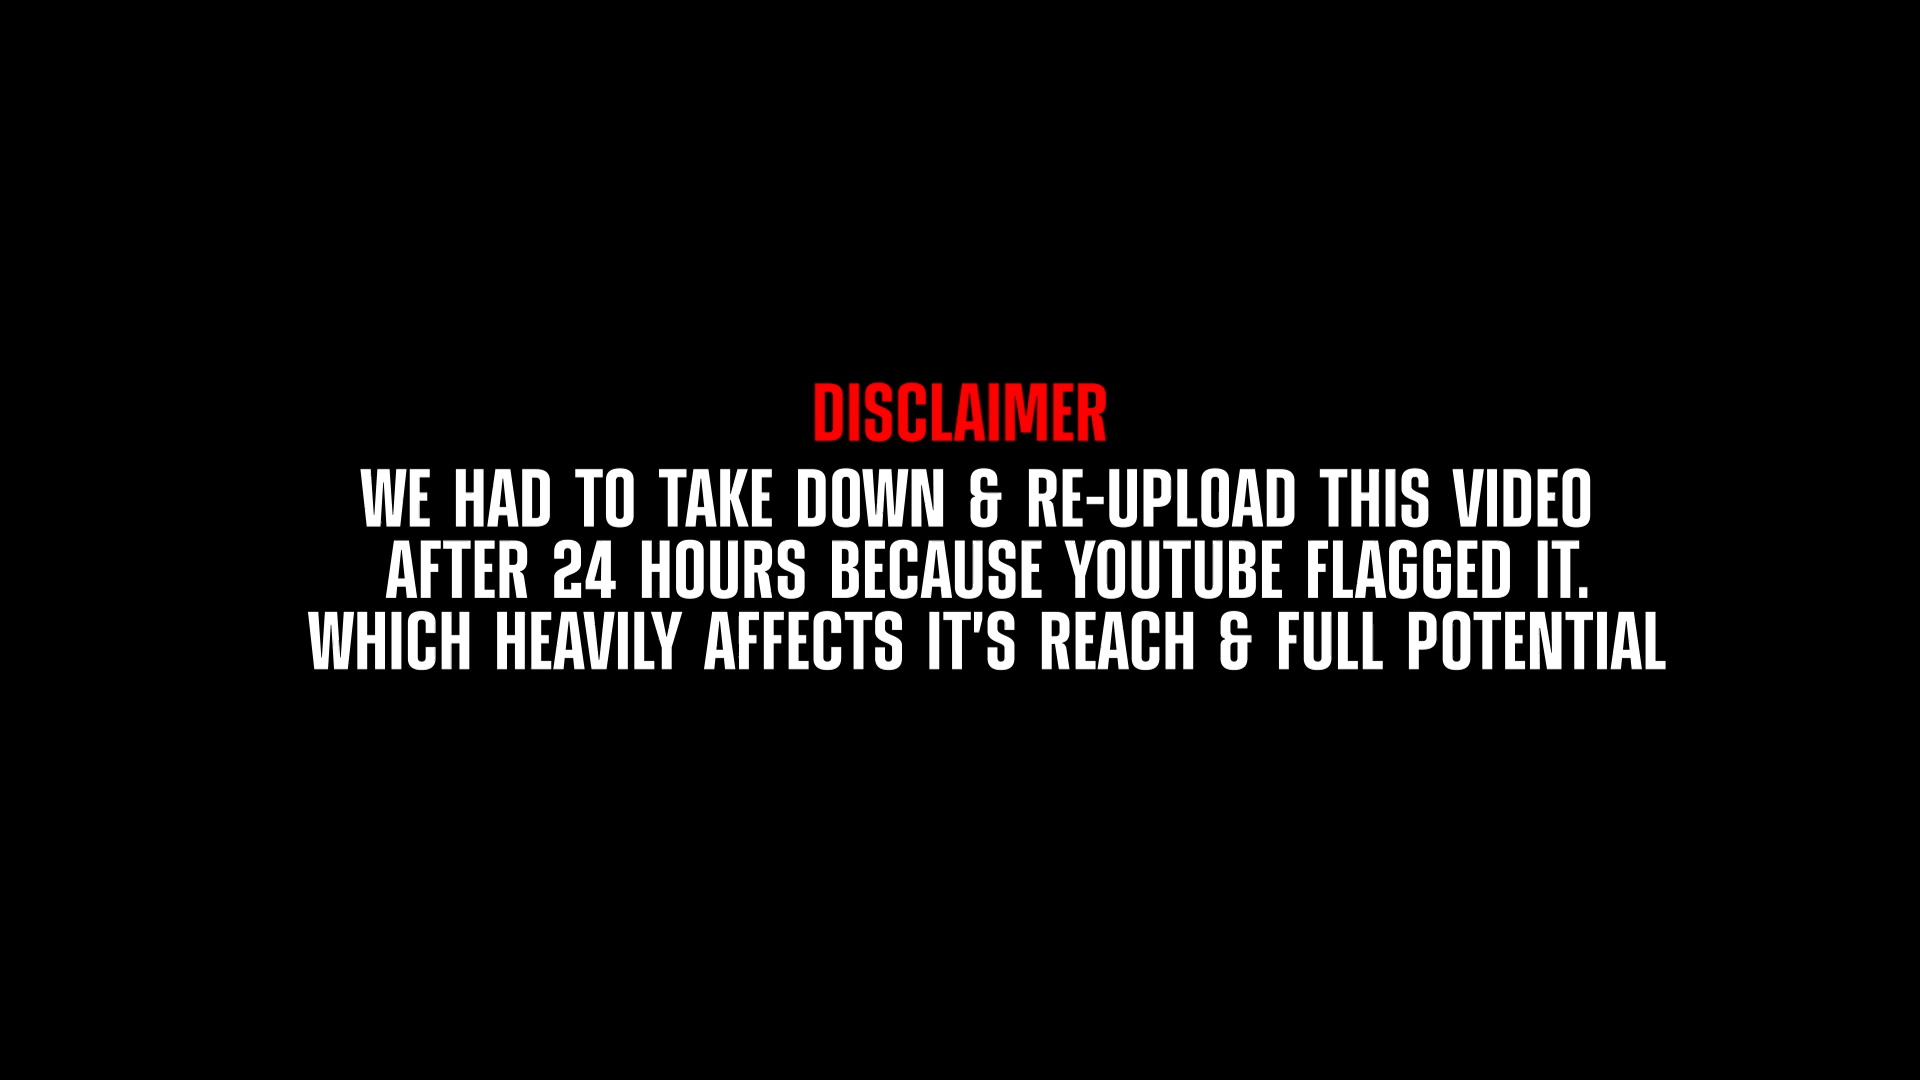 DISCLAIMER
WE HAD TO TAKE DOWN & RE-UPLOAD THIS VIDEO
AFTER 24 HOURS BECAUSE YOUTUBE FLAGGED IT.
WHICH HEAVILY AFFECTS IT'S REACH & FULL POTENTIAL